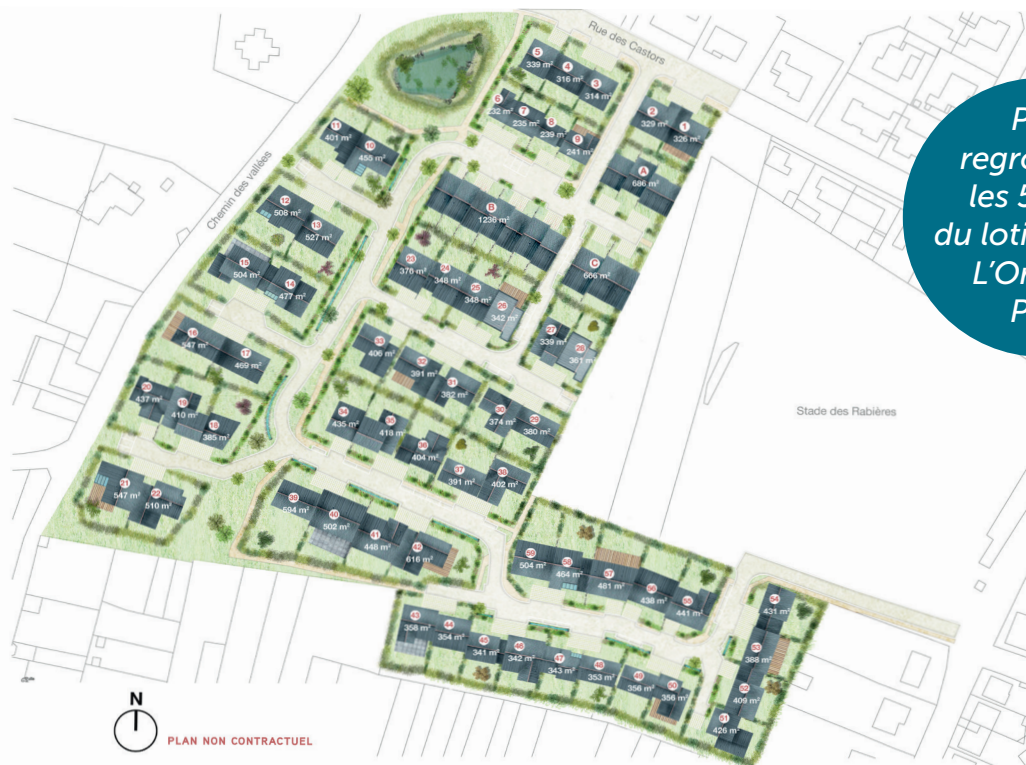 Rue des Castors
5
339 m²
4
316 m²
3
314 m²
6
232 m²
7
235 m²
8
239 m²
9
241 m²
2
329 m²
1
326 m²
A
686 m²
11
401 m²
10
455 m²
Chemin des vallées
12
508 m²
13
527 m²
B
1238 m²
15
504 m²
14
477 m²
23
24
348 m²
25
348 m²
26
342 m²
C
27
339 m²
28
361 m²
16
547 m²
17
469 m²
33
406 m²
32
391 m²
31
382 m²
20
437 m²
19
410 m²
18
385 m²
34
435 m²
35
418 m²
36
404 m²
30
374 m²
29
380 m²
37
391 m²
38
402 m²
Stade des Rabières
21
547 m²
22
510 m²
39
694 m²
40
502 m²
41
448 m²
42
616 m²
59
504 m²
58
464 m²
57
481 m²
56
438 m²
55
441 m²
54
431 m²
53
388 m²
52
409 m²
51
426 m²
43
358 m²
44
354 m²
45
341 m²
46
342 m²
47
343 m²
48
353 m²
49
356 m²
50
356 m²
N
PLAN NON CONTRACTUEL
P
regro
les 5
du loti
L'Or
P